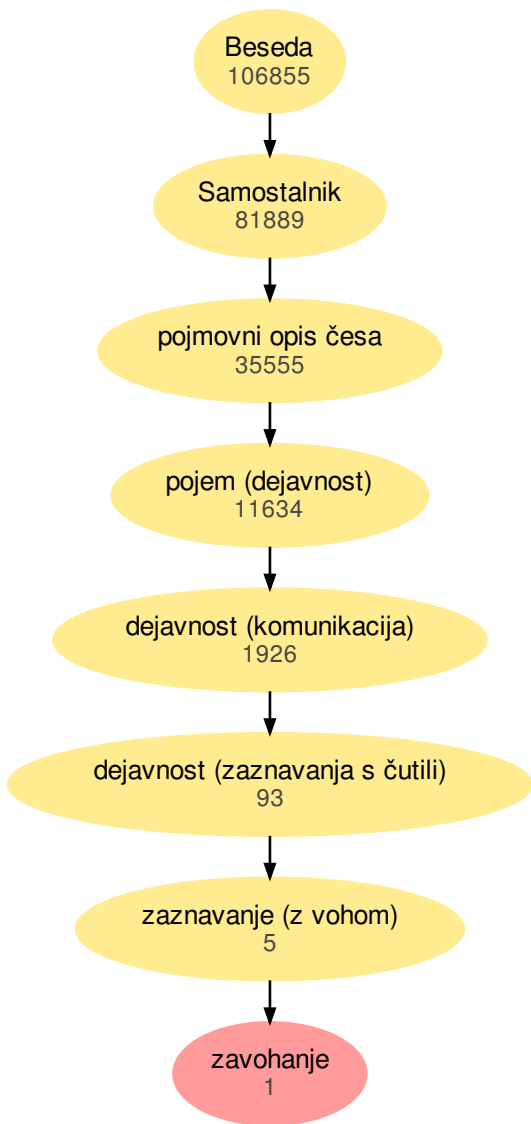 Beseda
106855
Samostalnik
81889
pojmovni opis česa
35555
pojem (dejavnost)
11634
dejavnost (komunikacija)
1926
dejavnost (zaznavanja s čutili)
93
zaznavanje (z vohom)
5
zavohanje
1